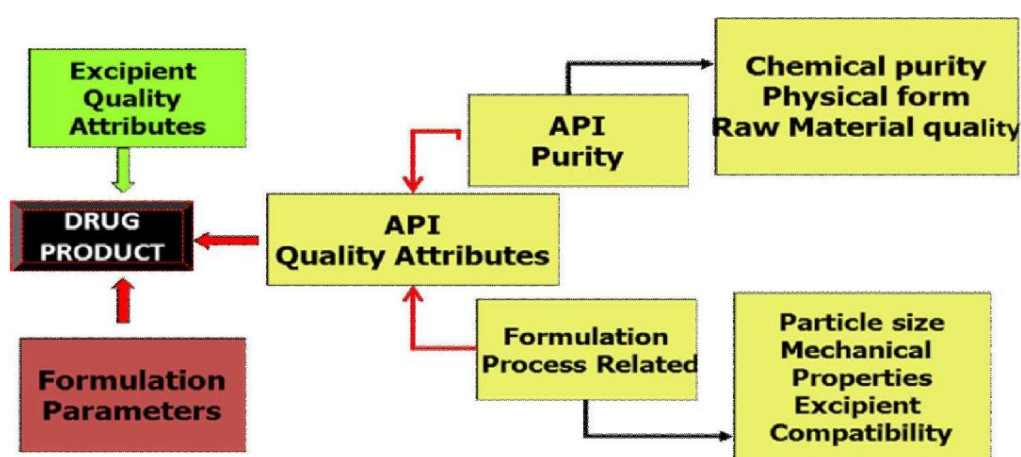 Excipient
Quality
Attributes
DRUG
PRODUCT
Formulation
Parameters
API
Quality Attributes
API
Purity
Chemical purity
Physical form
Raw Material quality
Formulation
Process Related
Particle size
Mechanical
Properties
Excipient
Compatibility